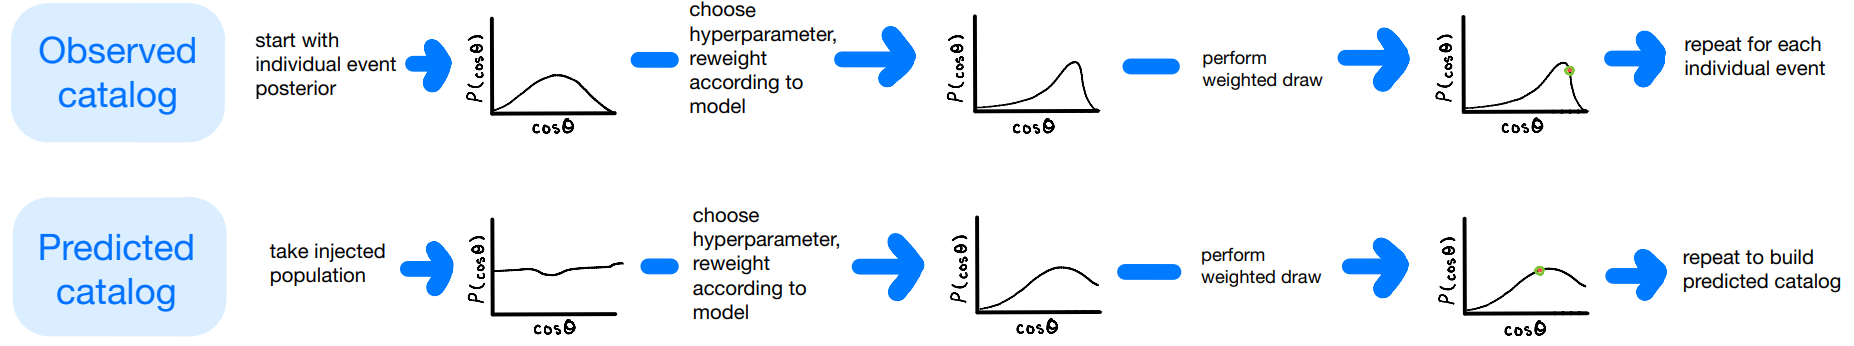 Observed
catalog
start with
individual event
posterior
P(cosθ)
cosθ
choose
hyperparameter,
reweight
according to
model
P(cosθ)
cosθ
perform
weighted draw
P(cosθ)
cosθ
repeat for each
individual event
Predicted
catalog
take injected
population
P(cosθ)
cosθ
choose
hyperparameter,
reweight
according to
model
P(cosθ)
cosθ
perform
weighted draw
P(cosθ)
cosθ
repeat to build
predicted catalog